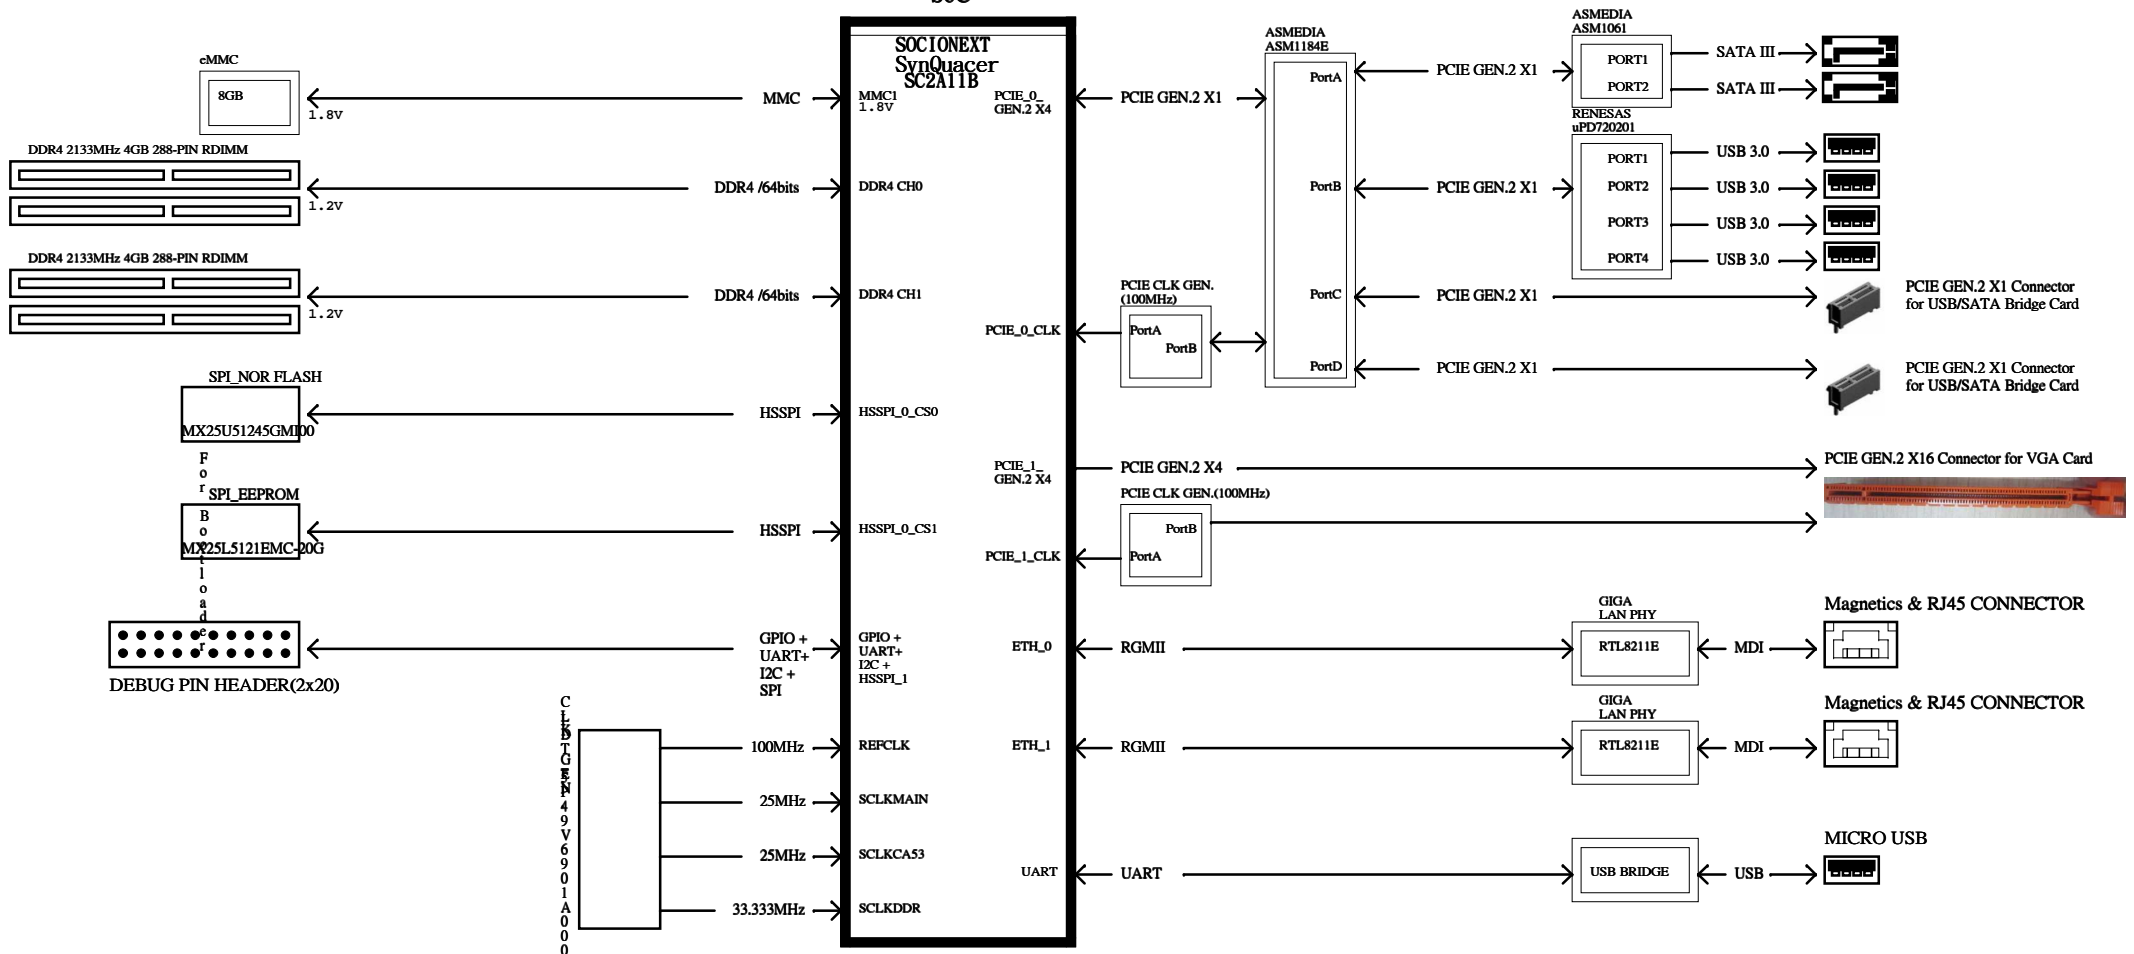 SOCIONEXT
SynQuacer
SC2A11B
eMMC
8GB
1.8V
MMC
MMC1
1.8V
DDR4 2133MHz 4GB 288-PIN RDIMM
1.2V
DDR4 /64bits
DDR4 CH0
DDR4 2133MHz 4GB 288-PIN RDIMM
1.2V
DDR4 /64bits
DDR4 CH1
SPI_NOR FLASH
MX25U51245GMI00
HSSPI
HSSPI_0_CS0
For Bootloader
SPI_EEPROM
MX25L5121EMC-20G
HSSPI
HSSPI_0_CS1
DEBUG PIN HEADER(2x20)
GPIO +
UART+
I2C +
SPI
GPIO +
UART+
I2C +
HSSPI_1
100MHz
REFCLK
25MHz
SCLKMAIN
25MHz
SCLKCA53
33.333MHz
SCLKDDR
PCIE_0_
GEN.2 X4
PCIE GEN.2 X1
ASMEDIA
ASM1184E
PortA
PortB
PortC
PortD
PCIE_0_CLK
PCIE CLK GEN.
(100MHz)
PortA
PortB
PCIE GEN.2 X1
ASMEDIA
ASM1061
PORT1
SATA III
PORT2
SATA III
PCIE GEN.2 X1
RENESAS
uPD720201
PORT1
USB 3.0
PORT2
USB 3.0
PORT3
USB 3.0
PORT4
USB 3.0
PCIE GEN.2 X1
PCIE GEN.2 X1 Connector
for USB/SATA Bridge Card
PCIE GEN.2 X1
PCIE GEN.2 X1 Connector
for USB/SATA Bridge Card
PCIE_1_
GEN.2 X4
PCIE GEN.2 X4
PCIE GEN.2 X16 Connector for VGA Card
PCIE CLK GEN.(100MHz)
PortB
PortA
PCIE_1_CLK
ETH_0
RGMII
GIGA
LAN PHY
RTL8211E
MDI
Magnetics & RJ45 CONNECTOR
ETH_1
RGMII
GIGA
LAN PHY
RTL8211E
MDI
Magnetics & RJ45 CONNECTOR
UART
UART
USB BRIDGE
USB
MICRO USB